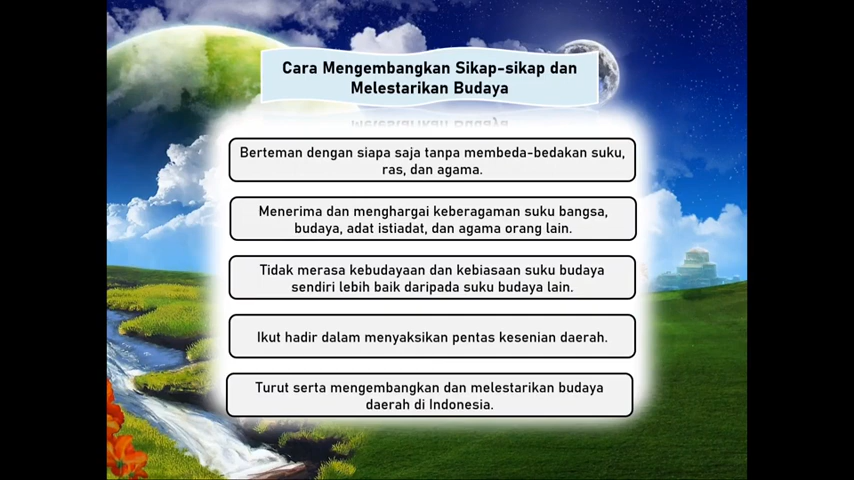 Cara Mengembangkan Sikap-sikap dan
Melestarikan Budaya
Berteman dengan siapa saja tanpa membeda-bedakan suku,
ras, dan agama.
Menerima dan menghargai keberagaman suku bangsa,
budaya, adat istiadat, dan agama orang lain.
Tidak merasa kebudayaan dan kebiasaan suku budaya
sendiri lebih baik daripada suku budaya lain.
Ikut hadir dalam menyaksikan pentas kesenian daerah.
Turut serta mengembangkan dan melestarikan budaya
daerah di Indonesia.